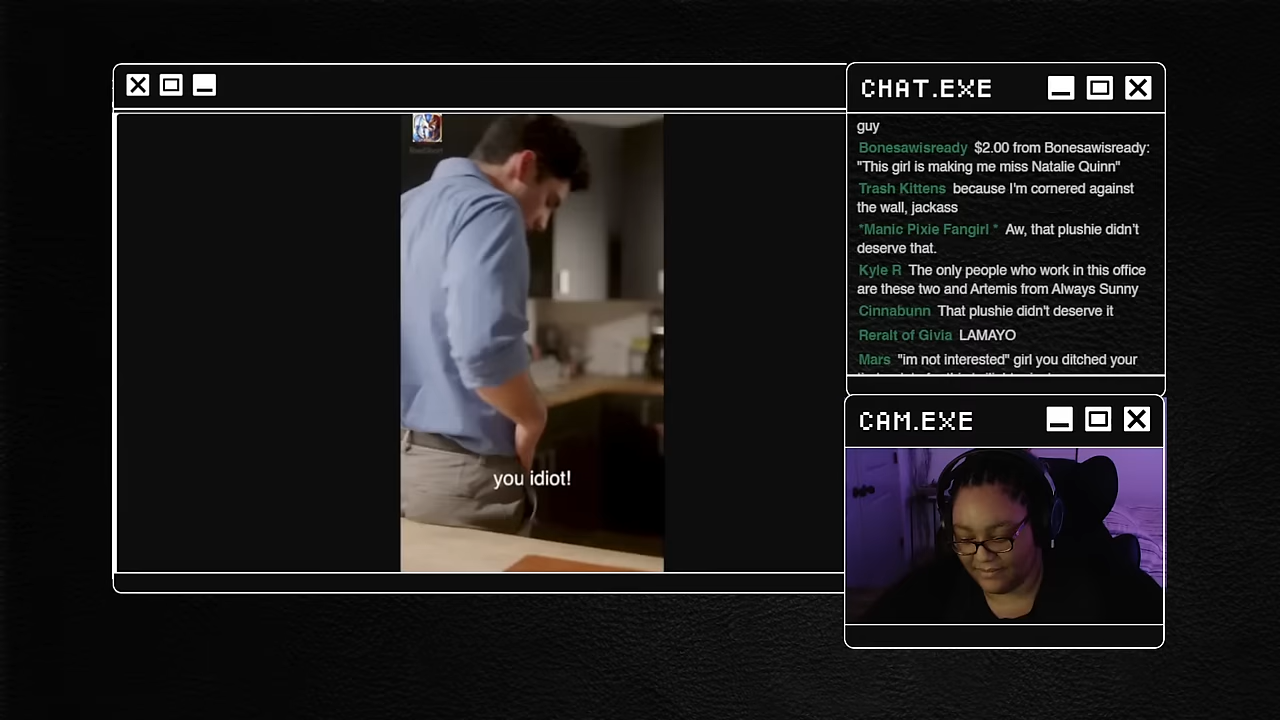 you idiot!
CHAT.EXE
guy
Bonesawisready $2.00 from Bonesawisready:
"This girl is making me miss Natalie Quinn"
Trash Kittens because I'm cornered against
the wall, jackass
*Manic Pixie Fangirl * Aw, that plushie didn't
deserve that.
Kyle R The only people who work in this office
are these two and Artemis from Always Sunny
Cinnabunn That plushie didn't deserve it
Reralt of Givia LAMAYO
Mars "im not interested" girl you ditched your
CAM.EXE